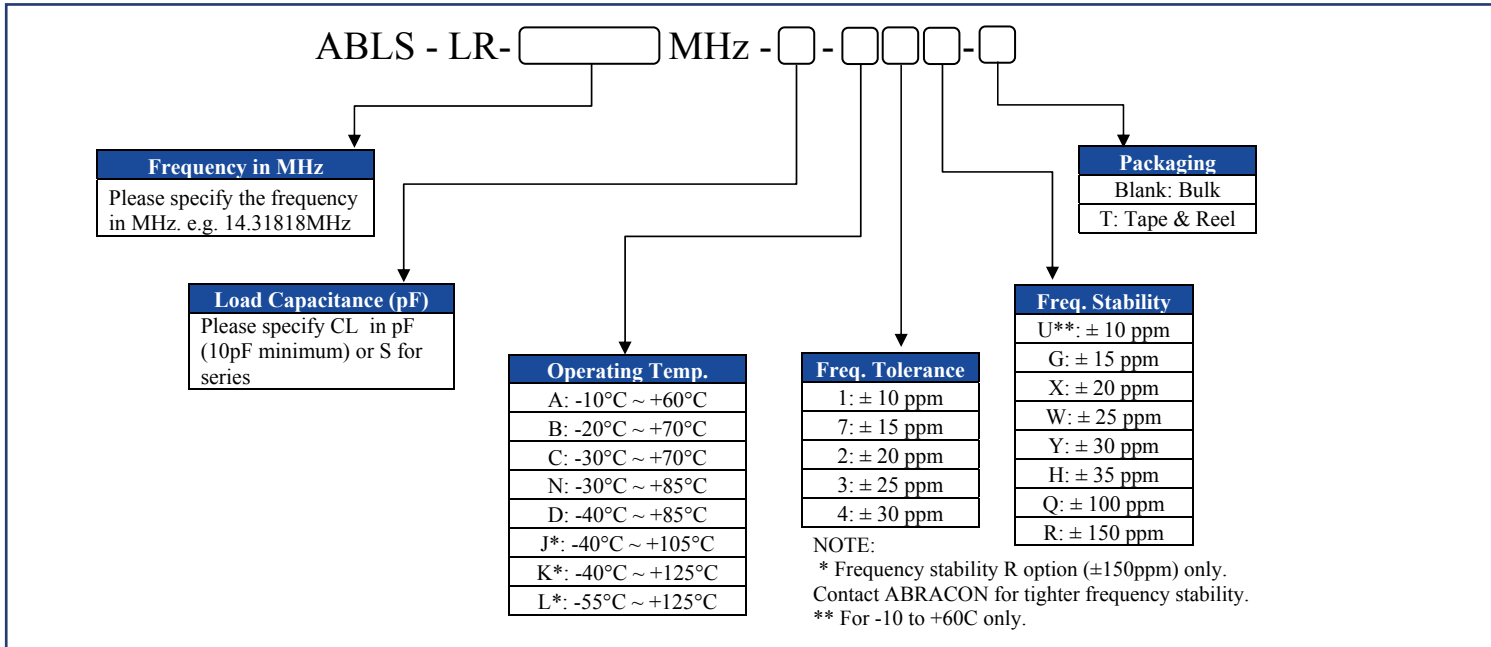 ABLS - LR- MHz - - -
Frequency in MHz
Please specify the frequency
in MHz. e.g. 14.31818MHz
Load Capacitance (pF)
Please specify CL in pF
(10pF minimum) or S for
series
Operating Temp.
A: -10°C ~ +60°C
B: -20°C ~ +70°C
C: -30°C ~ +70°C
N: -30°C ~ +85°C
D: -40°C ~ +85°C
J*: -40°C ~ +105°C
K*: -40°C ~ +125°C
L*: -55°C ~ +125°C
Freq. Tolerance
1: ± 10 ppm
7: ± 15 ppm
2: ± 20 ppm
3: ± 25 ppm
4: ± 30 ppm
NOTE:
* Frequency stability R option (±150ppm) only.
Contact ABRACON for tighter frequency stability.
** For -10 to +60C only.
Freq. Stability
U**: ± 10 ppm
G: ± 15 ppm
X: ± 20 ppm
W: ± 25 ppm
Y: ± 30 ppm
H: ± 35 ppm
Q: ± 100 ppm
R: ± 150 ppm
Packaging
Blank: Bulk
T: Tape & Reel